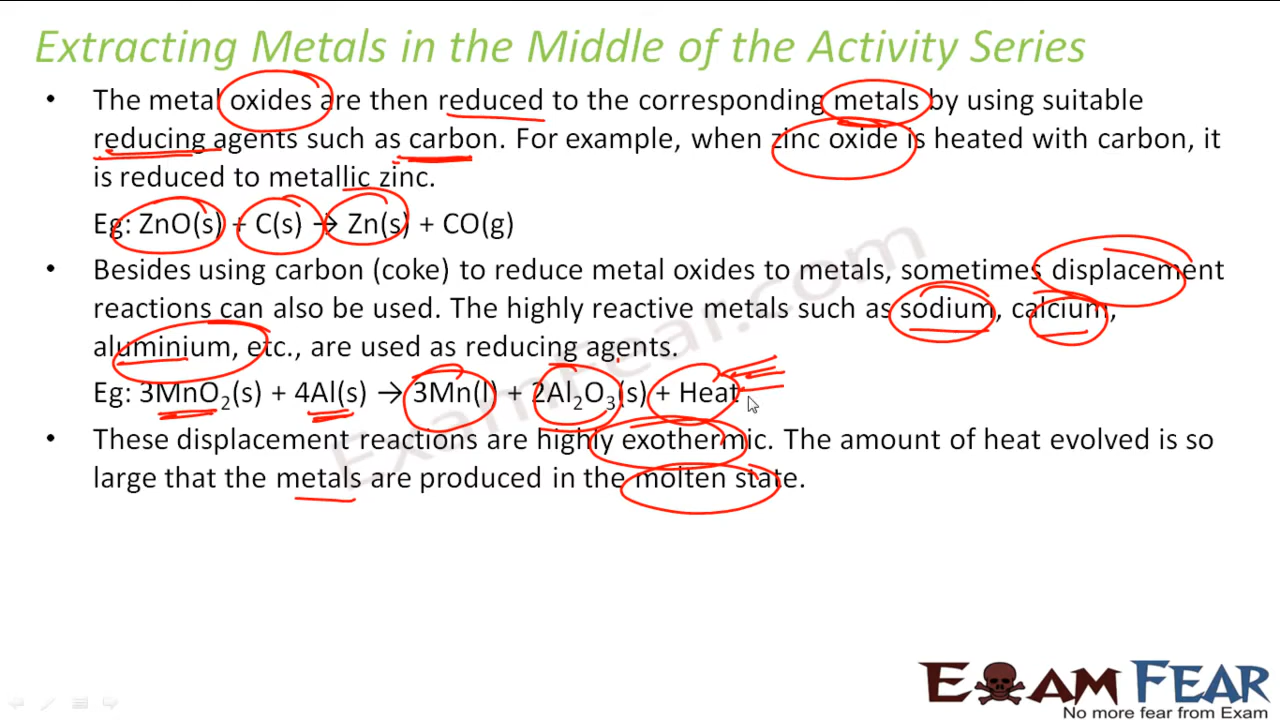 Extracting Metals in the Middle of the Activity Series
• The metal oxides are then reduced to the corresponding metals by using suitable
reducing agents such as carbon. For example, when zinc oxide is heated with carbon, it
is reduced to metallic zinc.
Eg: ZnO(s) + C(s) → Zn(s) + CO(g)
• Besides using carbon (coke) to reduce metal oxides to metals, sometimes displacement
reactions can also be used. The highly reactive metals such as sodium, calcium,
aluminium, etc., are used as reducing agents.
Eg: 3MnO₂(s) + 4Al(s) → 3Mn(l) + 2Al₂O₃(s) + Heat
• These displacement reactions are highly exothermic. The amount of heat evolved is so
large that the metals are produced in the molten state.
ExamFear.com
EXAM FEAR
No more fear from Exam